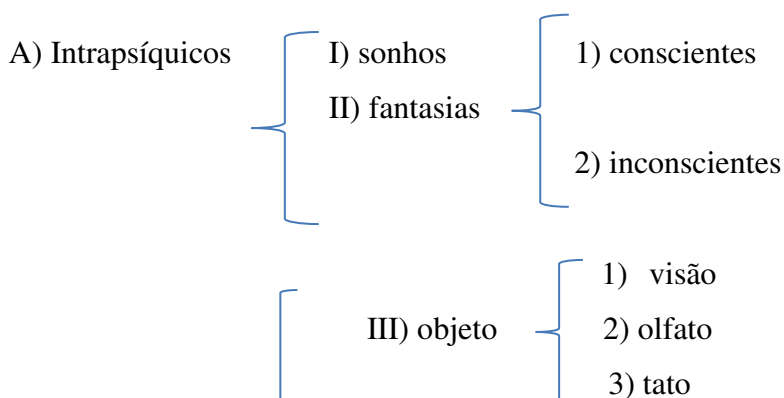 A) Intrapsíquicos I) sonhos 1) conscientes
II) fantasias
2) inconscientes
1) visão
III) objeto 2) olfato
3) tato